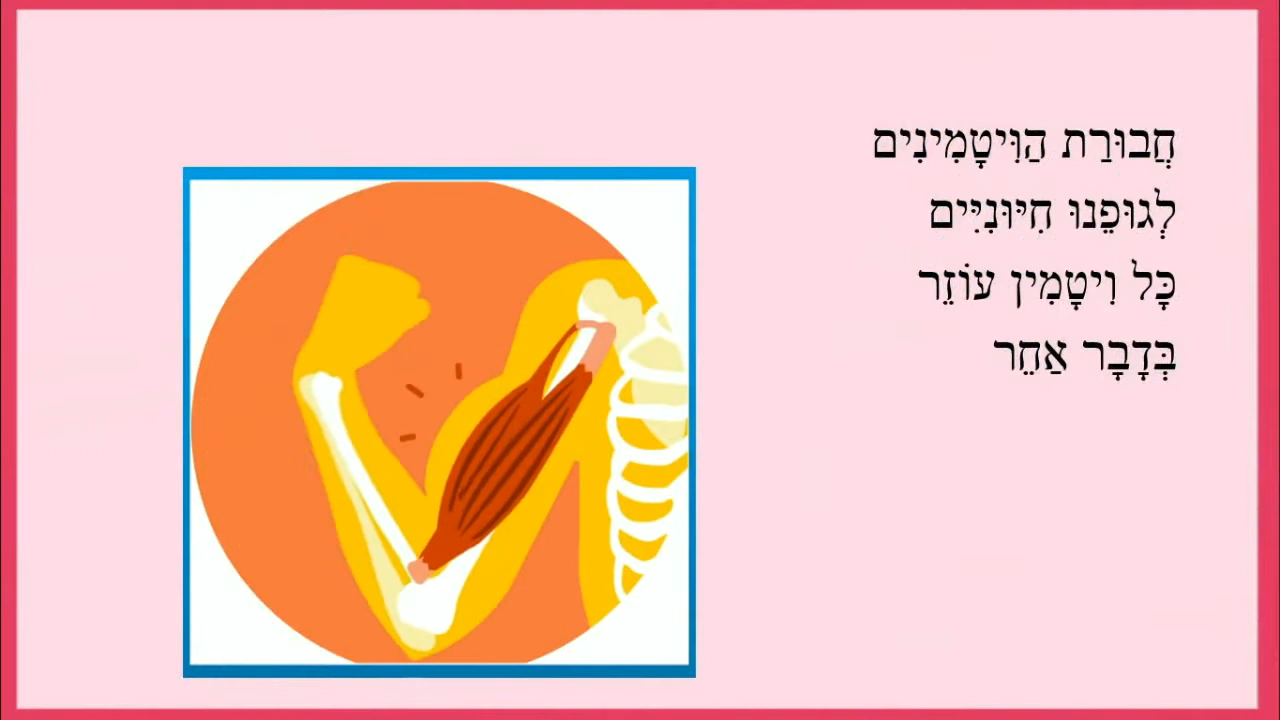 חֲבוּרַת הַוִּיטָמִינִים
לְגוּפֵנוּ חִיּוּנִיִּים
כָּל וִיטָמִין עוֹזֵר
בְּדָבָר אַחֵר